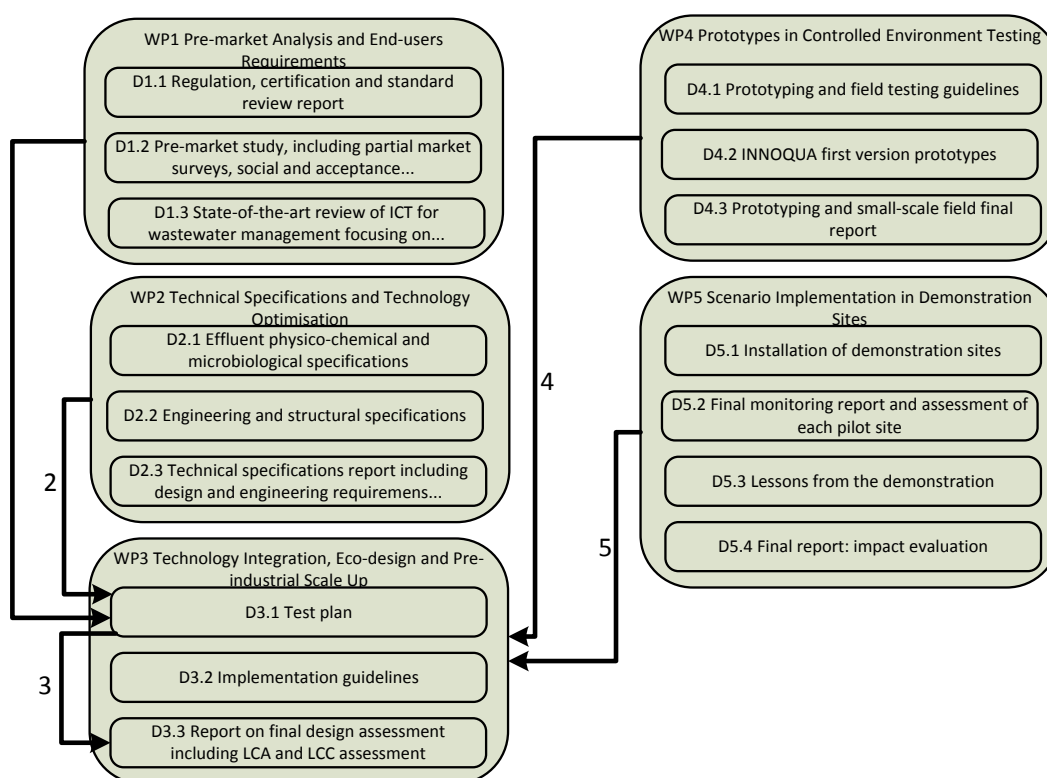 WP1 Pre-market Analysis and End-users
Requirements
D1.1 Regulation, certification and standard
review report
D1.2 Pre-market study, including partial market
surveys, social and acceptance...
D1.3 State-of-the-art review of ICT for
wastewater management focusing on...
WP2 Technical Specifications and Technology
Optimisation
D2.1 Effluent physico-chemical and
microbiological specifications
D2.2 Engineering and structural specifications
D2.3 Technical specifications report including
design and engineering requiremens...
2
WP3 Technology Integration, Eco-design and Pre-
industrial Scale Up
D3.1 Test plan
D3.2 Implementation guidelines
D3.3 Report on final design assessment
including LCA and LCC assessment
3
WP4 Prototypes in Controlled Environment Testing
D4.1 Prototyping and field testing guidelines
D4.2 INNOQUA first version prototypes
D4.3 Prototyping and small-scale field final
report
4
WP5 Scenario Implementation in Demonstration
Sites
D5.1 Installation of demonstration sites
D5.2 Final monitoring report and assessment of
each pilot site
D5.3 Lessons from the demonstration
D5.4 Final report: impact evaluation
5